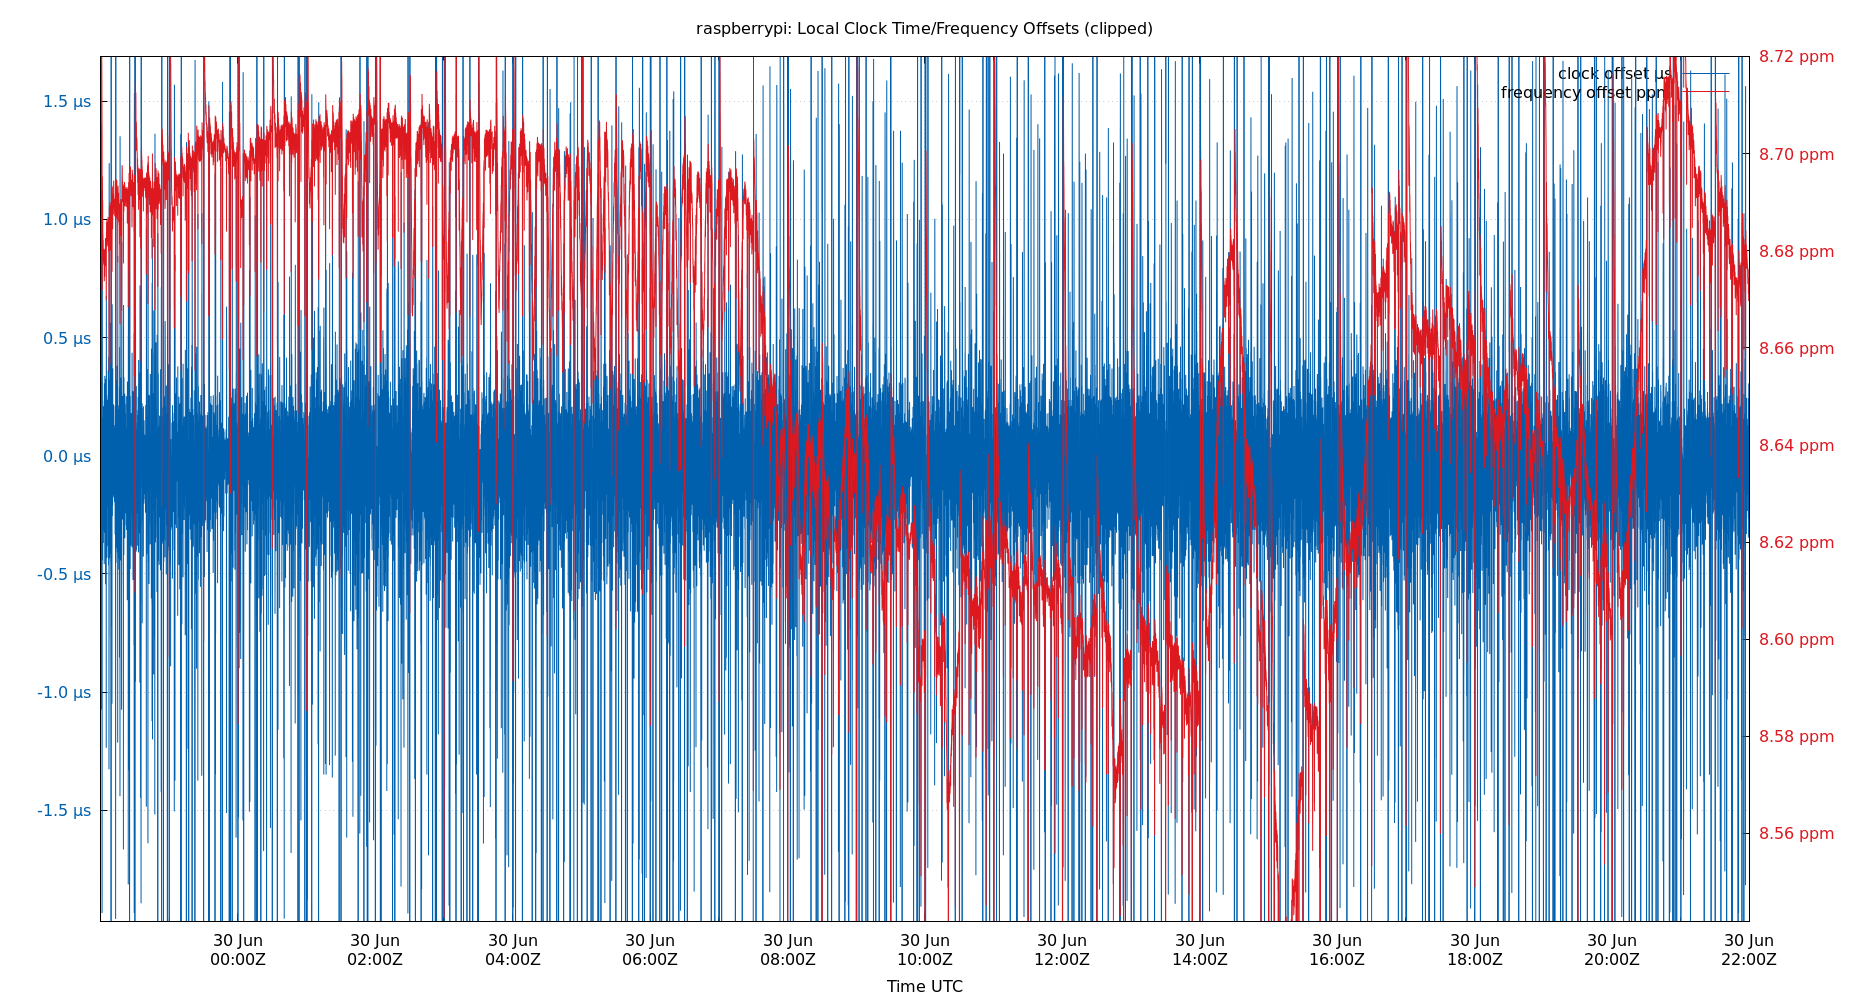 raspberrypi: Local Clock Time/Frequency Offsets (clipped)
clock offset µs
frequency offset ppm
1.5 µs
1.0 µs
0.5 µs
0.0 µs
-0.5 µs
-1.0 µs
-1.5 µs
8.72 ppm
8.70 ppm
8.68 ppm
8.66 ppm
8.64 ppm
8.62 ppm
8.60 ppm
8.58 ppm
8.56 ppm
30 Jun 30 Jun 30 Jun 30 Jun 30 Jun 30 Jun 30 Jun 30 Jun 30 Jun 30 Jun 30 Jun 30 Jun
00:00Z 02:00Z 04:00Z 06:00Z 08:00Z 10:00Z 12:00Z 14:00Z 16:00Z 18:00Z 20:00Z 22:00Z
Time UTC